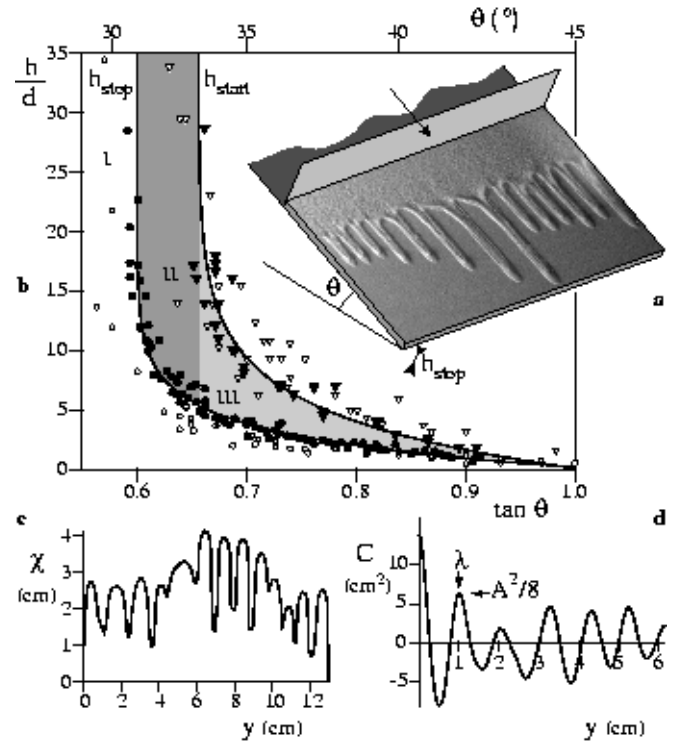 30 35 40 θ (°) 45
35
h/d
30
25
20
15
10
5
0
h_stop h_start
I
II
III
b
a
θ
h_stop
0.6 0.7 0.8 0.9 1.0
tan θ
c
χ
(cm)
4
3
2
1
0
0 2 4 6 8 10 12
y (cm)
d
C
(cm²)
10
5
0
-5
λ
A²/8
1 2 3 4 5 6
y (cm)